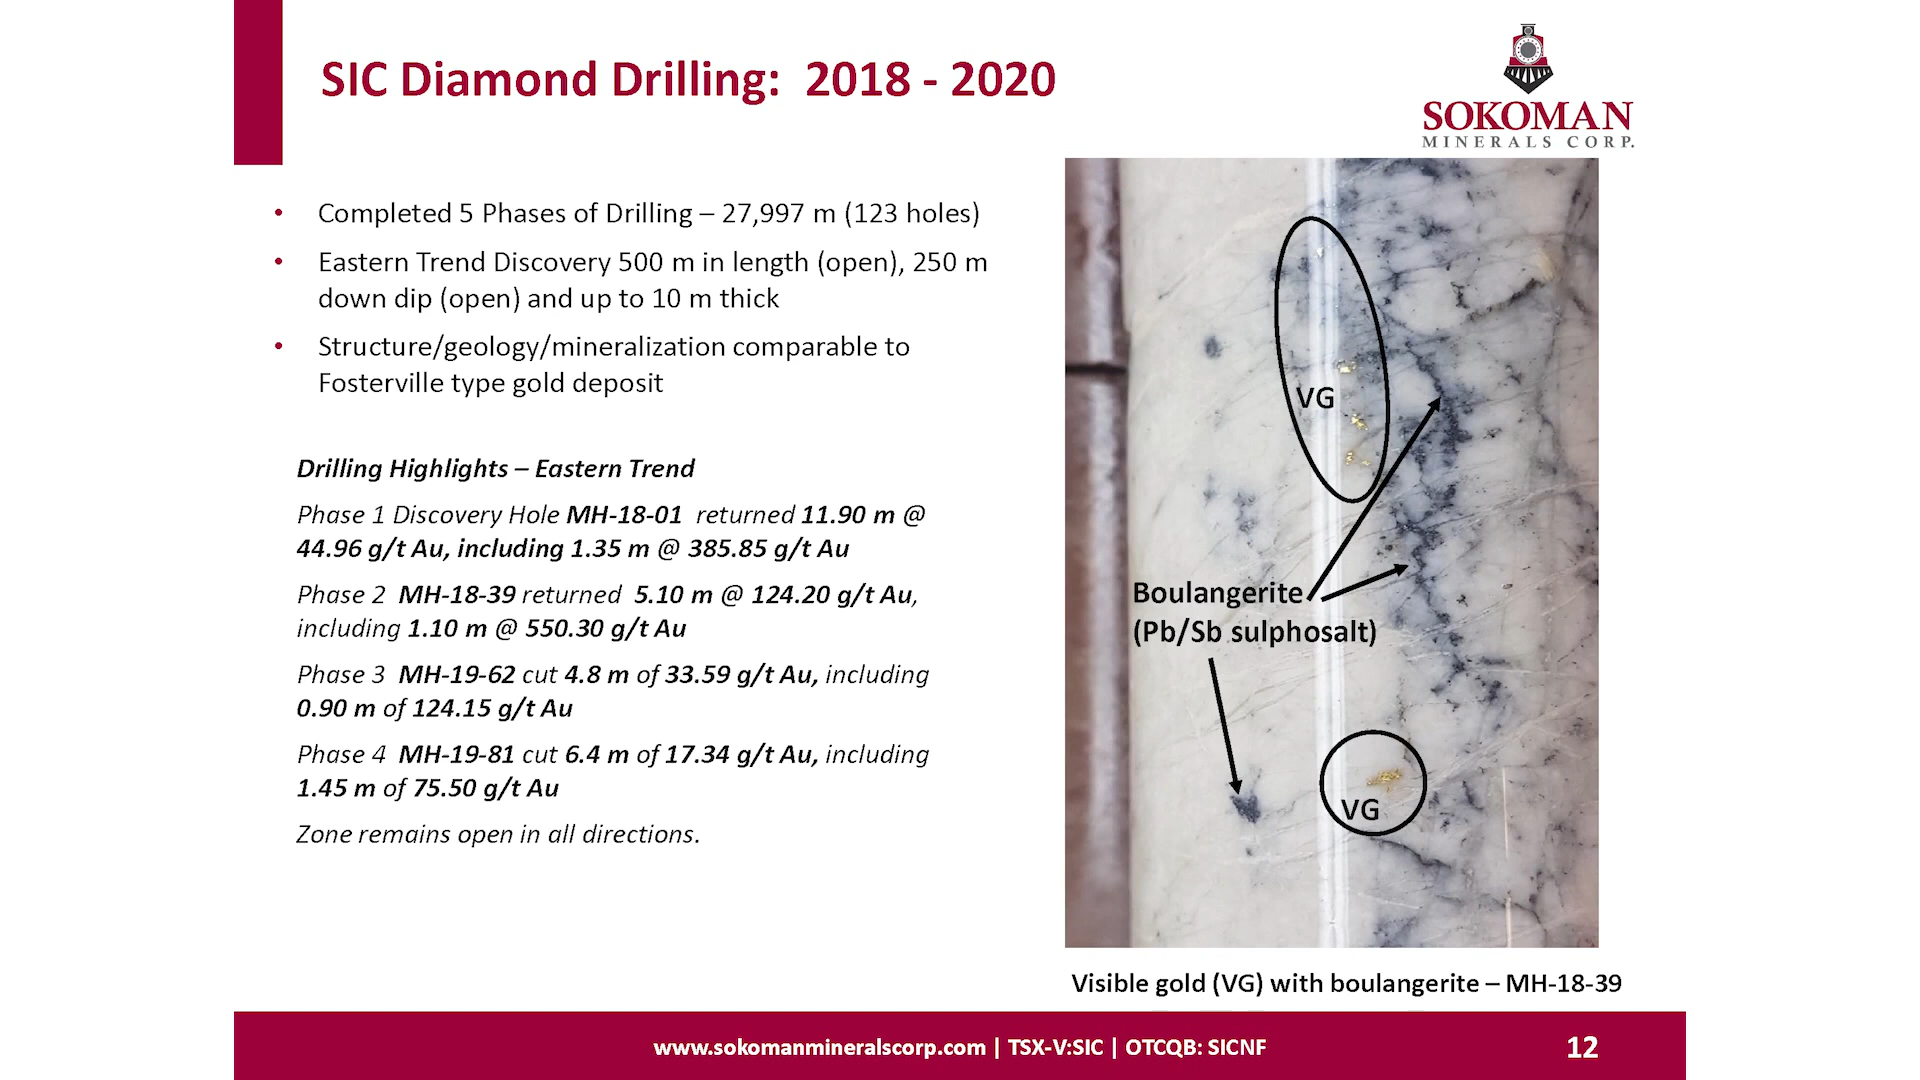 SIC Diamond Drilling: 2018 - 2020
SOKOMAN
MINERALS CORP.
• Completed 5 Phases of Drilling – 27,997 m (123 holes)
• Eastern Trend Discovery 500 m in length (open), 250 m
down dip (open) and up to 10 m thick
• Structure/geology/mineralization comparable to
Fosterville type gold deposit
Drilling Highlights – Eastern Trend
Phase 1 Discovery Hole MH-18-01 returned 11.90 m @
44.96 g/t Au, including 1.35 m @ 385.85 g/t Au
Phase 2 MH-18-39 returned 5.10 m @ 124.20 g/t Au,
including 1.10 m @ 550.30 g/t Au
Phase 3 MH-19-62 cut 4.8 m of 33.59 g/t Au, including
0.90 m of 124.15 g/t Au
Phase 4 MH-19-81 cut 6.4 m of 17.34 g/t Au, including
1.45 m of 75.50 g/t Au
Zone remains open in all directions.
VG
Boulangerite
(Pb/Sb sulphosalt)
VG
Visible gold (VG) with boulangerite – MH-18-39
www.sokomanmineralscorp.com | TSX-V:SIC | OTCQB: SICNF
12